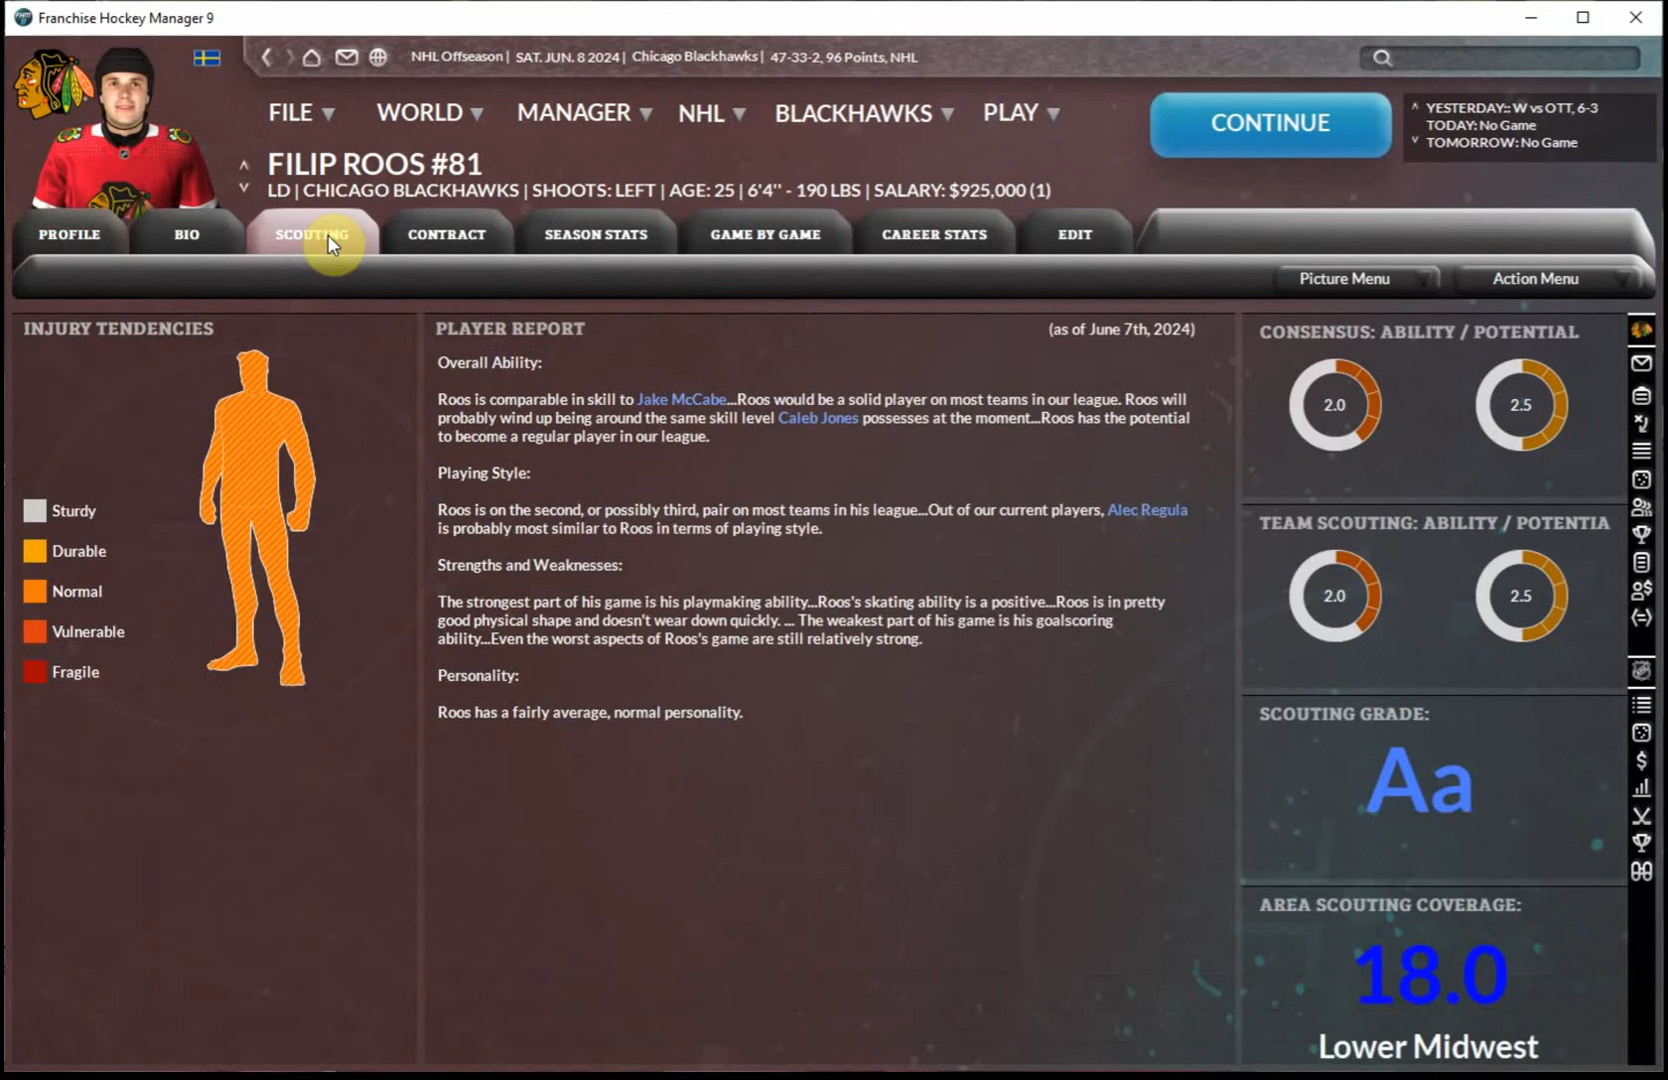 Franchise Hockey Manager 9
NHL Offseason | SAT. JUN. 8 2024 | Chicago Blackhawks | 47-33-2, 96 Points, NHL
FILE WORLD MANAGER NHL BLACKHAWKS PLAY
CONTINUE
YESTERDAY:: W vs OTT, 6-3
TODAY: No Game
TOMORROW: No Game
FILIP ROOS #81
LD | CHICAGO BLACKHAWKS | SHOOTS: LEFT | AGE: 25 | 6'4'' - 190 LBS | SALARY: $925,000 (1)
PROFILE BIO SCOUTING CONTRACT SEASON STATS GAME BY GAME CAREER STATS EDIT
Picture Menu Action Menu
INJURY TENDENCIES
Sturdy
Durable
Normal
Vulnerable
Fragile
PLAYER REPORT (as of June 7th, 2024)
Overall Ability:
Roos is comparable in skill to Jake McCabe...Roos would be a solid player on most teams in our league. Roos will
probably wind up being around the same skill level Caleb Jones possesses at the moment...Roos has the potential
to become a regular player in our league.
Playing Style:
Roos is on the second, or possibly third, pair on most teams in his league...Out of our current players, Alec Regula
is probably most similar to Roos in terms of playing style.
Strengths and Weaknesses:
The strongest part of his game is his playmaking ability...Roos's skating ability is a positive...Roos is in pretty
good physical shape and doesn't wear down quickly. ... The weakest part of his game is his goalscoring
ability...Even the worst aspects of Roos's game are still relatively strong.
Personality:
Roos has a fairly average, normal personality.
CONSENSUS: ABILITY / POTENTIAL
2.0 2.5
TEAM SCOUTING: ABILITY / POTENTIA
2.0 2.5
SCOUTING GRADE:
Aa
AREA SCOUTING COVERAGE:
18.0
Lower Midwest